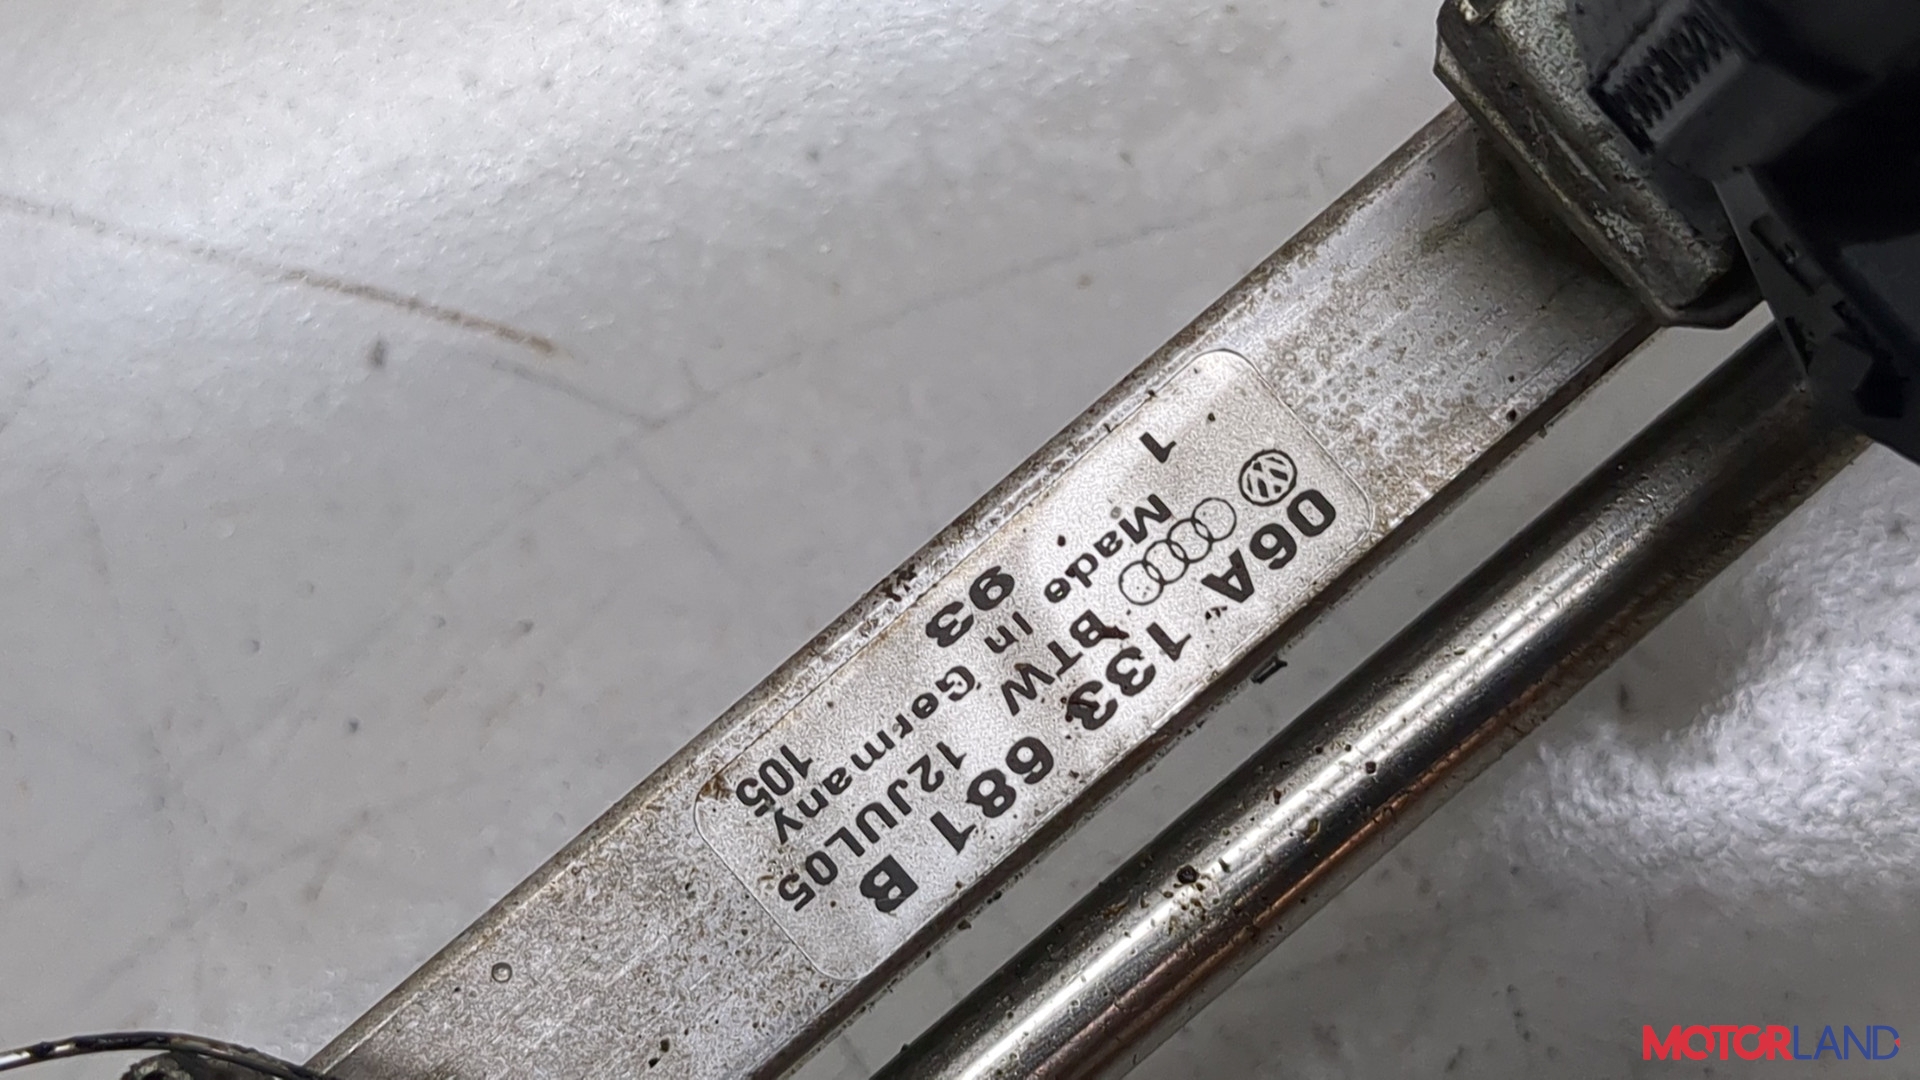 06A 133 681 B
BTW 12JUL05
Made in Germany
1 93 105
MOTORLAND